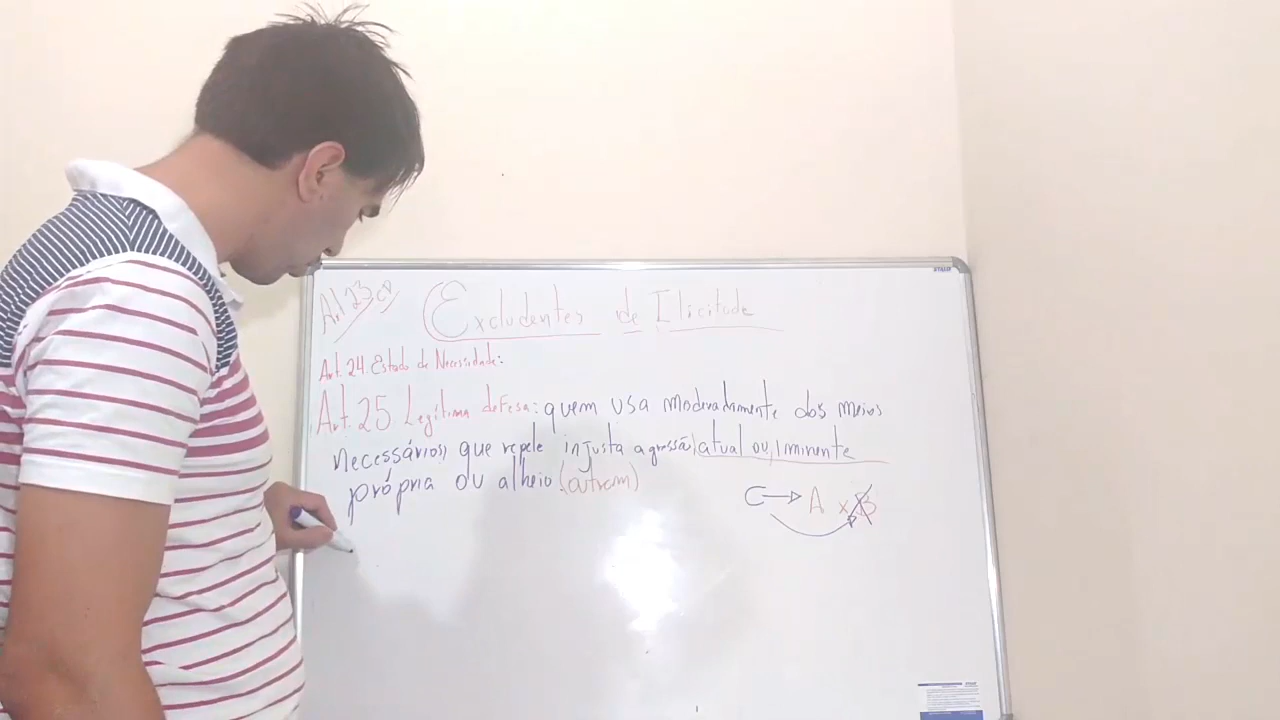 Art 23 CP
Excludentes de Ilicitude
Art. 24. Estado de Necessidade:
Art. 25 Legítima defesa: quem usa moderadamente dos meios
necessários, que repele injusta agressão, atual ou iminente
própria ou alheio (outrem)
C → A x B